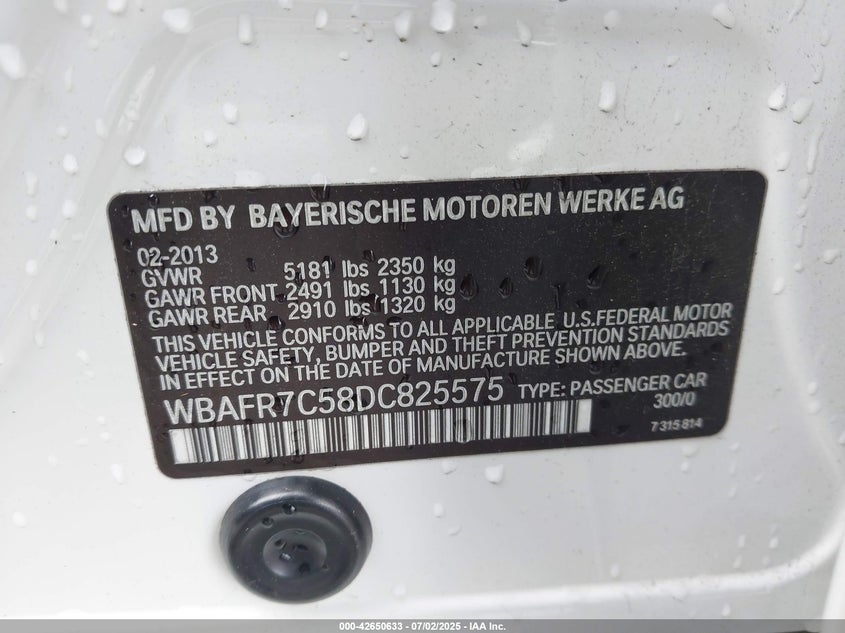 MFD BY BAYERISCHE MOTOREN WERKE AG
02-2013
GVWR 5181 lbs 2350 kg
GAWR FRONT 2491 lbs 1130 kg
GAWR REAR 2910 lbs 1320 kg
THIS VEHICLE CONFORMS TO ALL APPLICABLE U.S.FEDERAL MOTOR
VEHICLE SAFETY, BUMPER AND THEFT PREVENTION STANDARDS
IN EFFECT ON THE DATE OF MANUFACTURE SHOWN ABOVE.
WBAFR7C58DC825575 TYPE: PASSENGER CAR
300/0
7 315 814
000-42650633 - 07/02/2025 - IAA Inc.